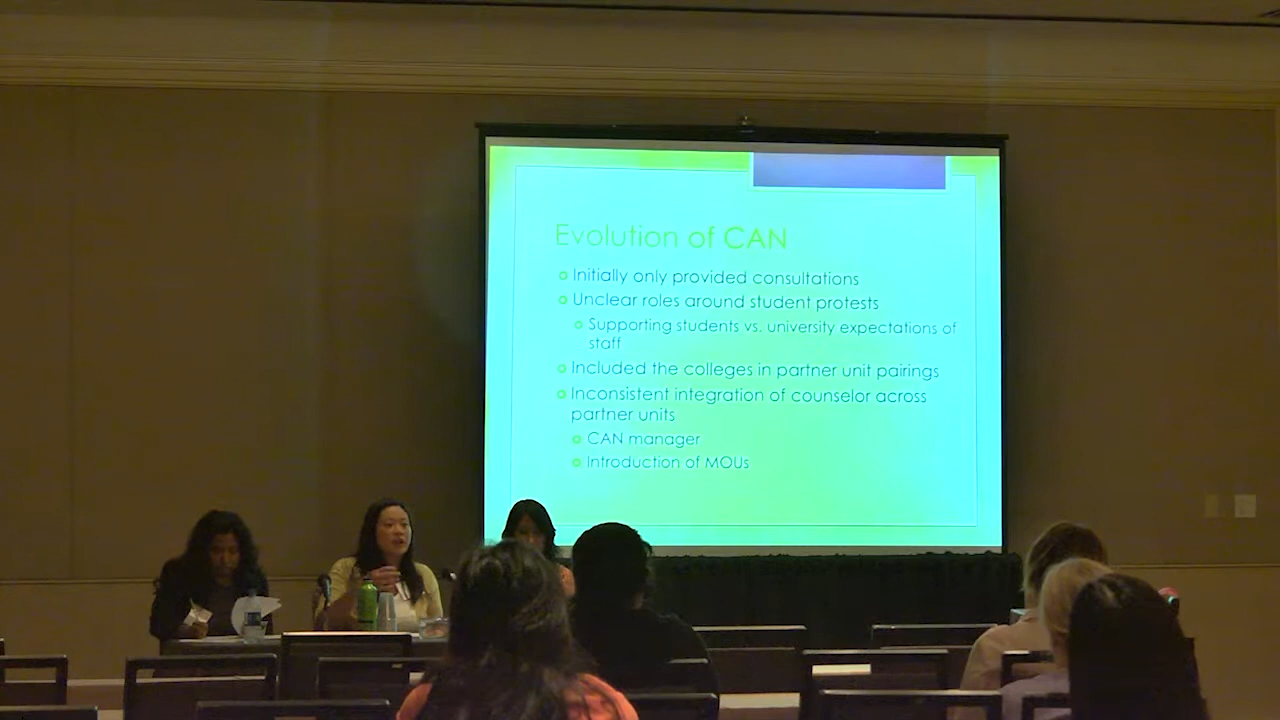 Evolution of CAN
Initially only provided consultations
Unclear roles around student protests
Supporting students vs. university expectations of
staff
Included the colleges in partner unit pairings
Inconsistent integration of counselor across
partner units
CAN manager
Introduction of MOUs